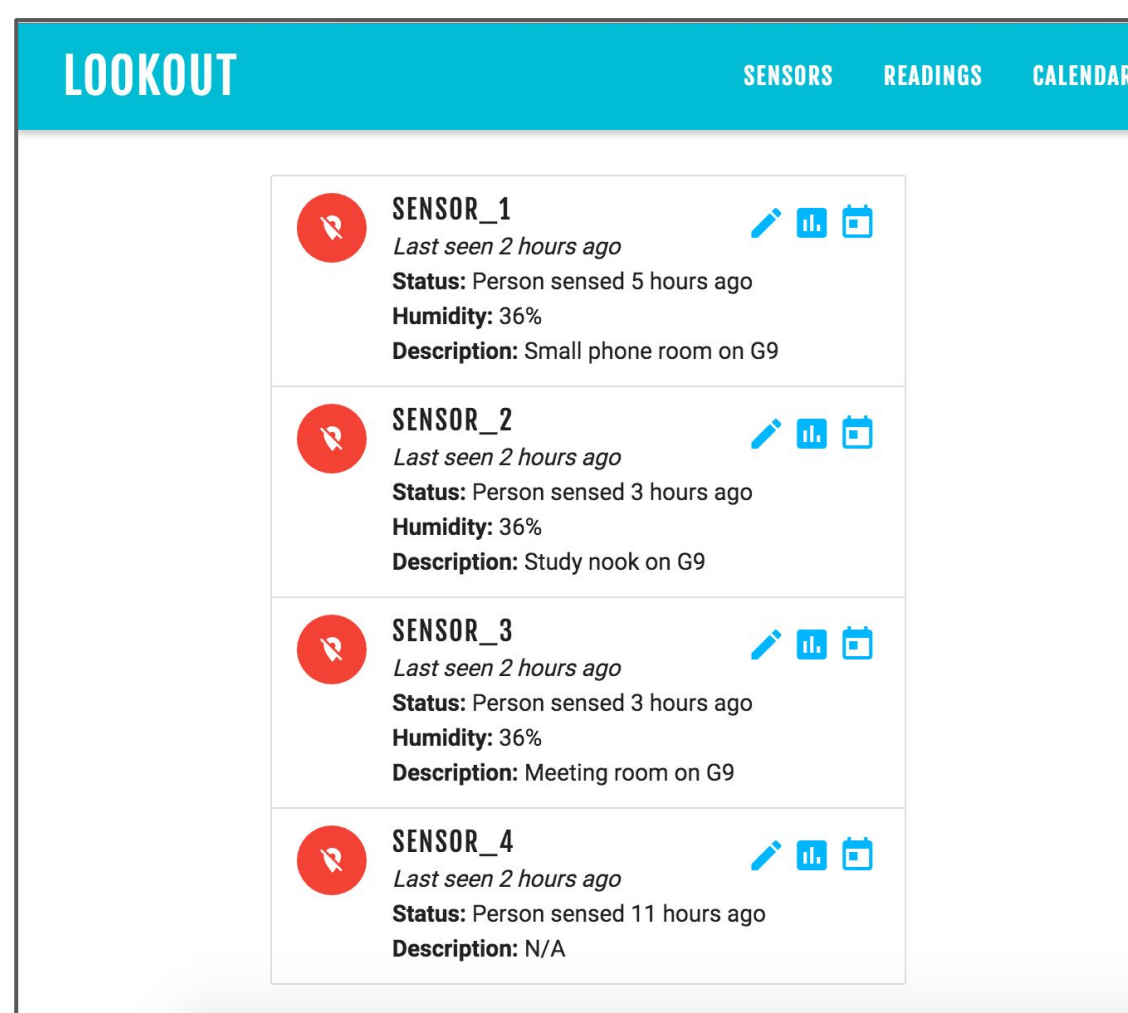 LOOKOUT
SENSORS READINGS CALENDAR
SENSOR_1
Last seen 2 hours ago
Status: Person sensed 5 hours ago
Humidity: 36%
Description: Small phone room on G9
SENSOR_2
Last seen 2 hours ago
Status: Person sensed 3 hours ago
Humidity: 36%
Description: Study nook on G9
SENSOR_3
Last seen 2 hours ago
Status: Person sensed 3 hours ago
Humidity: 36%
Description: Meeting room on G9
SENSOR_4
Last seen 2 hours ago
Status: Person sensed 11 hours ago
Description: N/A